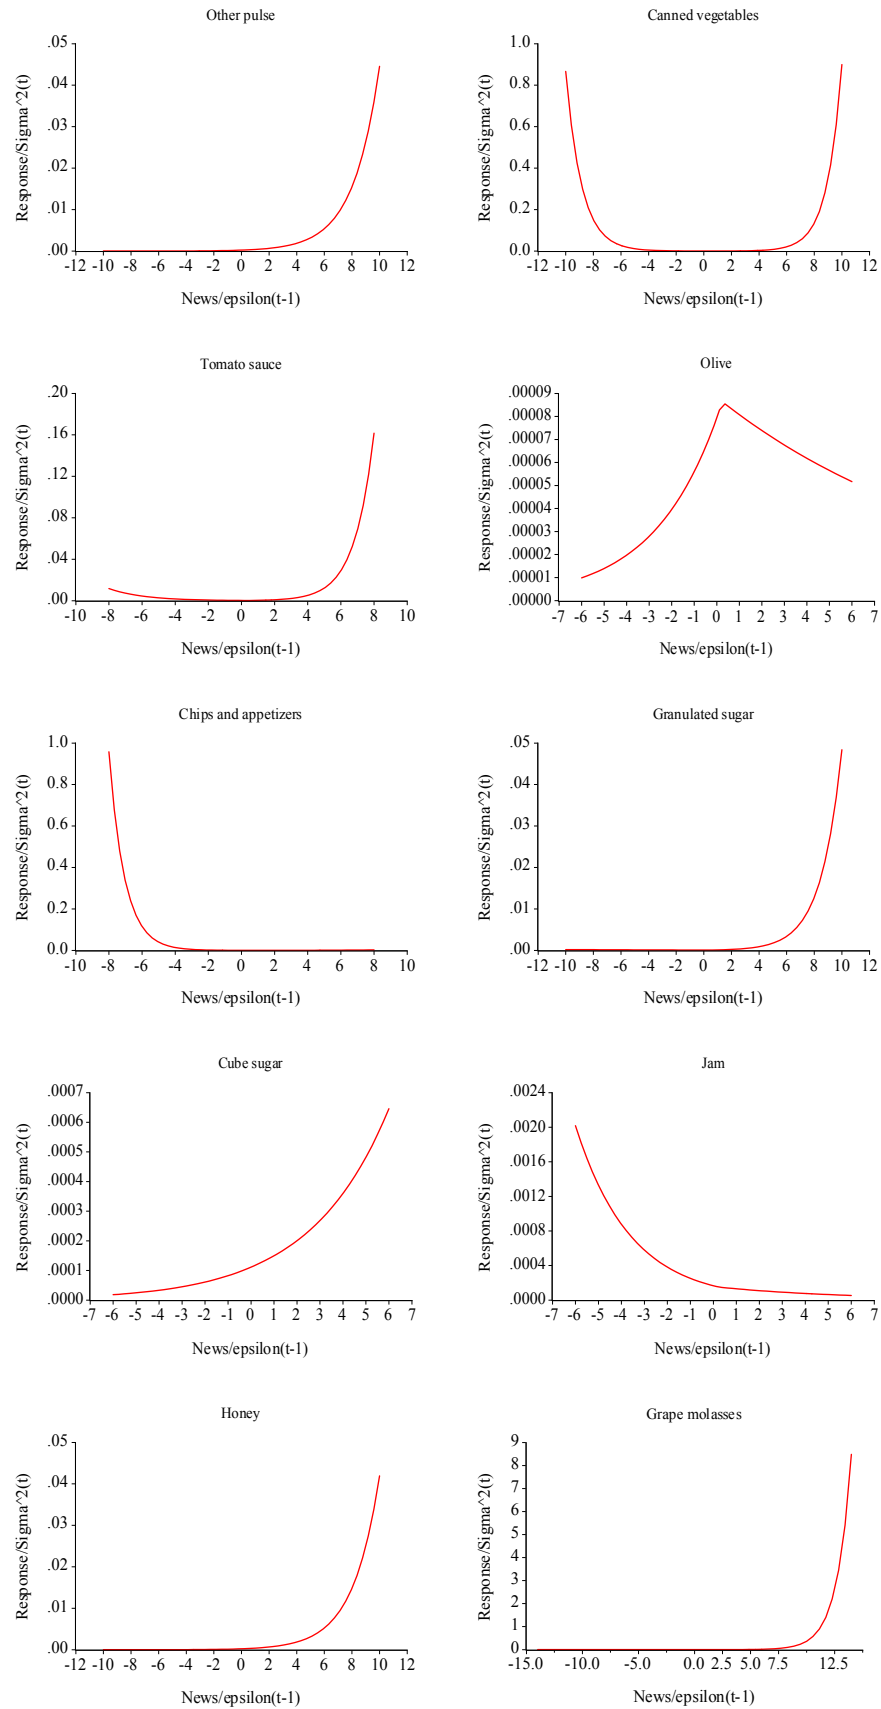 Other pulse
.05
.04
.03
.02
.01
.00
-12 -10 -8 -6 -4 -2 0 2 4 6 8 10 12
Response/Sigma^2(t)
News/epsilon(t-1)
Canned vegetables
1.0
0.8
0.6
0.4
0.2
0.0
-12 -10 -8 -6 -4 -2 0 2 4 6 8 10 12
Response/Sigma^2(t)
News/epsilon(t-1)
Tomato sauce
.20
.16
.12
.08
.04
.00
-10 -8 -6 -4 -2 0 2 4 6 8 10
Response/Sigma^2(t)
News/epsilon(t-1)
Olive
.00009
.00008
.00007
.00006
.00005
.00004
.00003
.00002
.00001
.00000
-7 -6 -5 -4 -3 -2 -1 0 1 2 3 4 5 6 7
Response/Sigma^2(t)
News/epsilon(t-1)
Chips and appetizers
1.0
0.8
0.6
0.4
0.2
0.0
-10 -8 -6 -4 -2 0 2 4 6 8 10
Response/Sigma^2(t)
News/epsilon(t-1)
Granulated sugar
.05
.04
.03
.02
.01
.00
-12 -10 -8 -6 -4 -2 0 2 4 6 8 10 12
Response/Sigma^2(t)
News/epsilon(t-1)
Cube sugar
.0007
.0006
.0005
.0004
.0003
.0002
.0001
.0000
-7 -6 -5 -4 -3 -2 -1 0 1 2 3 4 5 6 7
Response/Sigma^2(t)
News/epsilon(t-1)
Jam
.0024
.0020
.0016
.0012
.0008
.0004
.0000
-7 -6 -5 -4 -3 -2 -1 0 1 2 3 4 5 6 7
Response/Sigma^2(t)
News/epsilon(t-1)
Honey
.05
.04
.03
.02
.01
.00
-12 -10 -8 -6 -4 -2 0 2 4 6 8 10 12
Response/Sigma^2(t)
News/epsilon(t-1)
Grape molasses
9
8
7
6
5
4
3
2
1
0
-15.0 -10.0 -5.0 0.0 2.5 5.0 7.5 12.5
Response/Sigma^2(t)
News/epsilon(t-1)